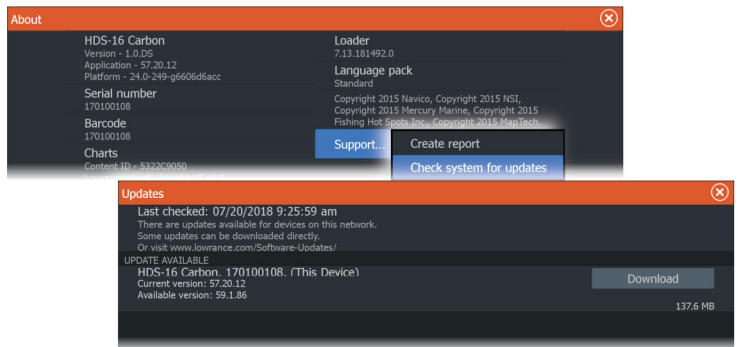 About
HDS-16 Carbon
Version - 1.0.DS
Application - 57.20.12
Platform - 24.0-249-g6606d6acc
Serial number
170100108
Barcode
170100108
Charts
Content ID - 5322C9050
Loader
7.13.181492.0
Language pack
Standard
Copyright 2015 Navico, Copyright 2015 NSI,
Copyright 2015 Mercury Marine, Copyright 2015
Fishing Hot Spots Inc., Copyright 2015 MapTech.
Support...
Create report
Check system for updates
Updates
Last checked: 07/20/2018 9:25:59 am
There are updates available for devices on this network.
Some updates can be downloaded directly.
Or visit www.lowrance.com/Software-Updates/
UPDATE AVAILABLE
HDS-16 Carbon, 170100108, (This Device)
Current version: 57.20.12
Available version: 59.1.86
Download
137.6 MB